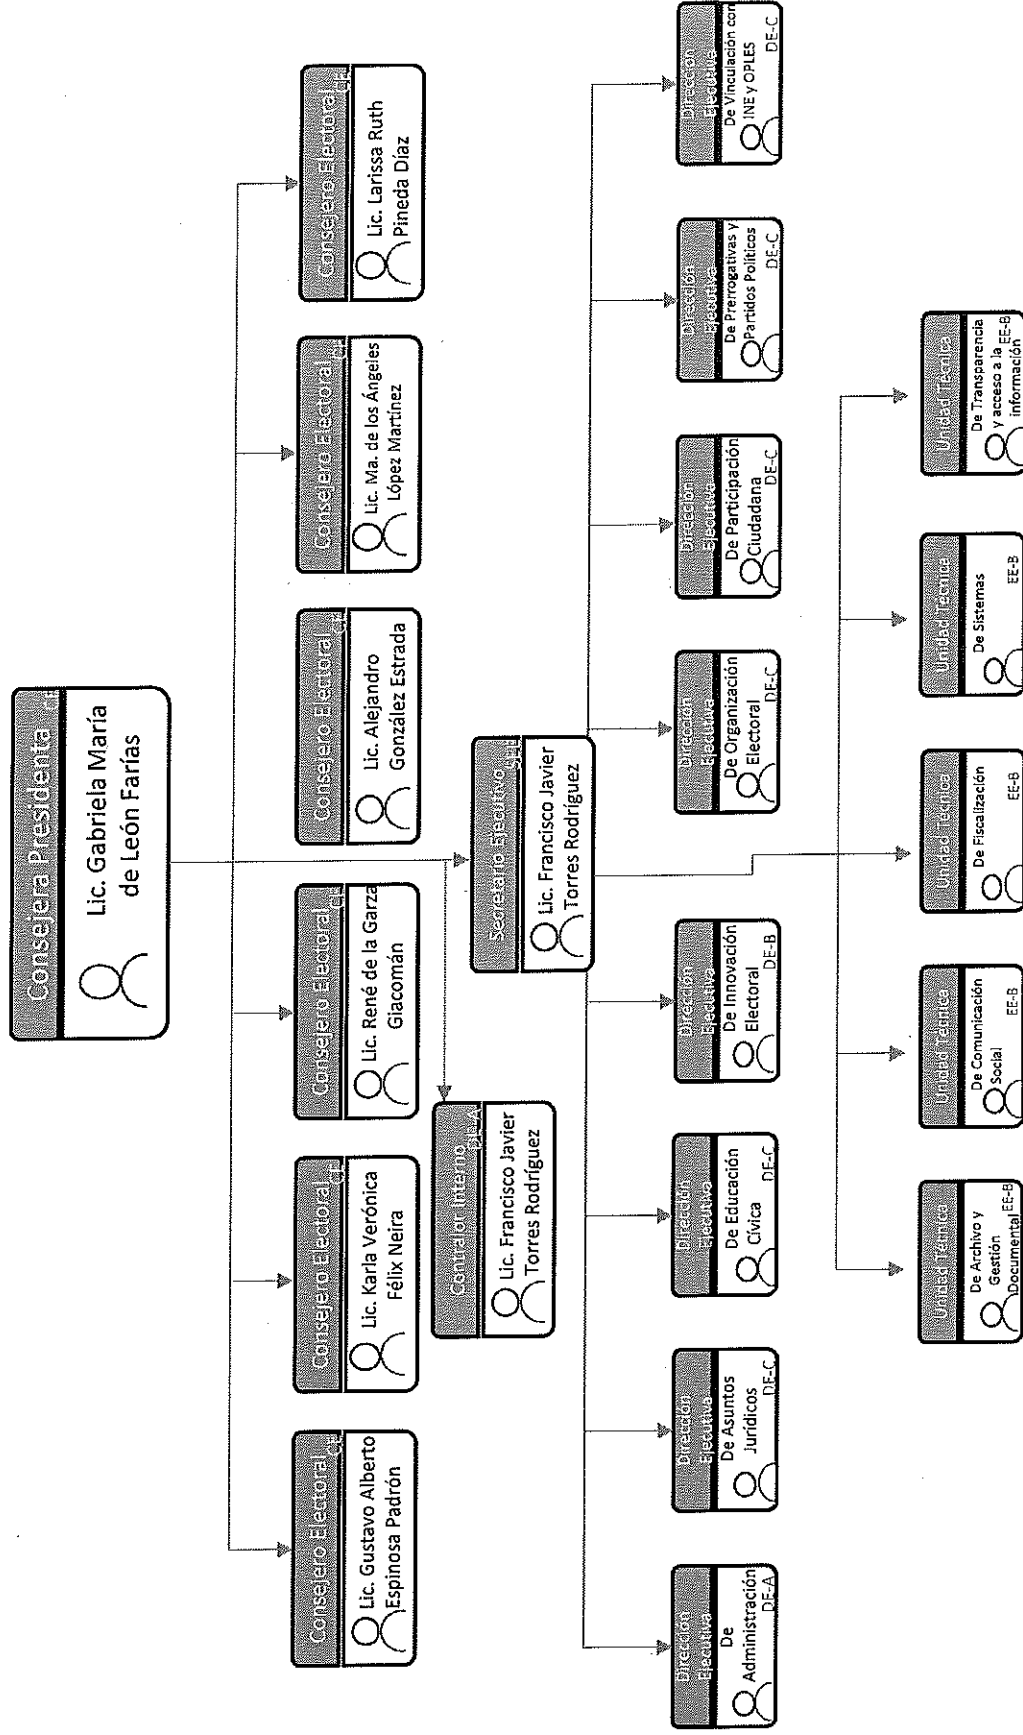 Consejera Presidenta
CE
Lic. Gabriela María
de León Farías
Consejero Electoral
CE
Lic. Gustavo Alberto
Espinosa Padrón
Consejero Electoral
CE
Lic. Karla Verónica
Félix Neira
Consejero Electoral
CE
Lic. René de la Garza
Giacomán
Consejero Electoral
Lic. Alejandro
González Estrada
Consejero Electoral
CE
Lic. Ma. de los Ángeles
López Martínez
Consejero Electoral
CE
Lic. Larissa Ruth
Pineda Díaz
Contralor Interno
Lic. Francisco Javier
Torres Rodríguez
Secretario Ejecutivo
Lic. Francisco Javier
Torres Rodríguez
Dirección
Ejecutiva
De
Administración
DE-A
Dirección
Ejecutiva
De Asuntos
Jurídicos
DE-C
Dirección
Ejecutiva
De Educación
Cívica
DE-C
Dirección
Ejecutiva
De Innovación
Electoral
DE-B
Dirección
Ejecutiva
De Organización
Electoral
DE-C
Dirección
Ejecutiva
De Participación
Ciudadana
DE-C
Dirección
Ejecutiva
De Prerrogativas y
Partidos Políticos
DE-C
Dirección
Ejecutiva
De Vinculación con
INE y OPLES
DE-C
Unidad Técnica
De Archivo y
Gestión
Documental EE-B
Unidad Técnica
De Comunicación
Social
EE-B
Unidad Técnica
De Fiscalización
EE-B
Unidad Técnica
De Sistemas
EE-B
Unidad Técnica
De Transparencia
y acceso a la EE-B
información